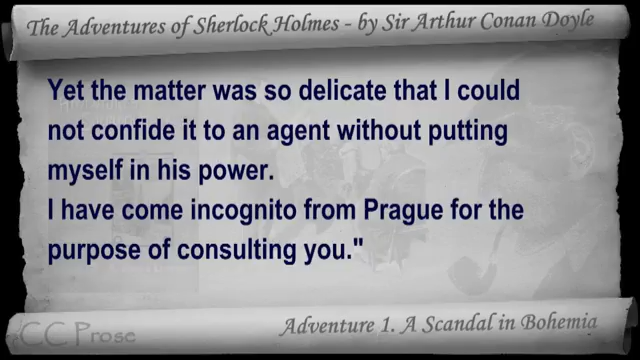 The Adventures of Sherlock Holmes - by Sir Arthur Conan Doyle
Yet the matter was so delicate that I could
not confide it to an agent without putting
myself in his power.
I have come incognito from Prague for the
purpose of consulting you."
Adventure 1. A Scandal in Bohemia
CC Prose